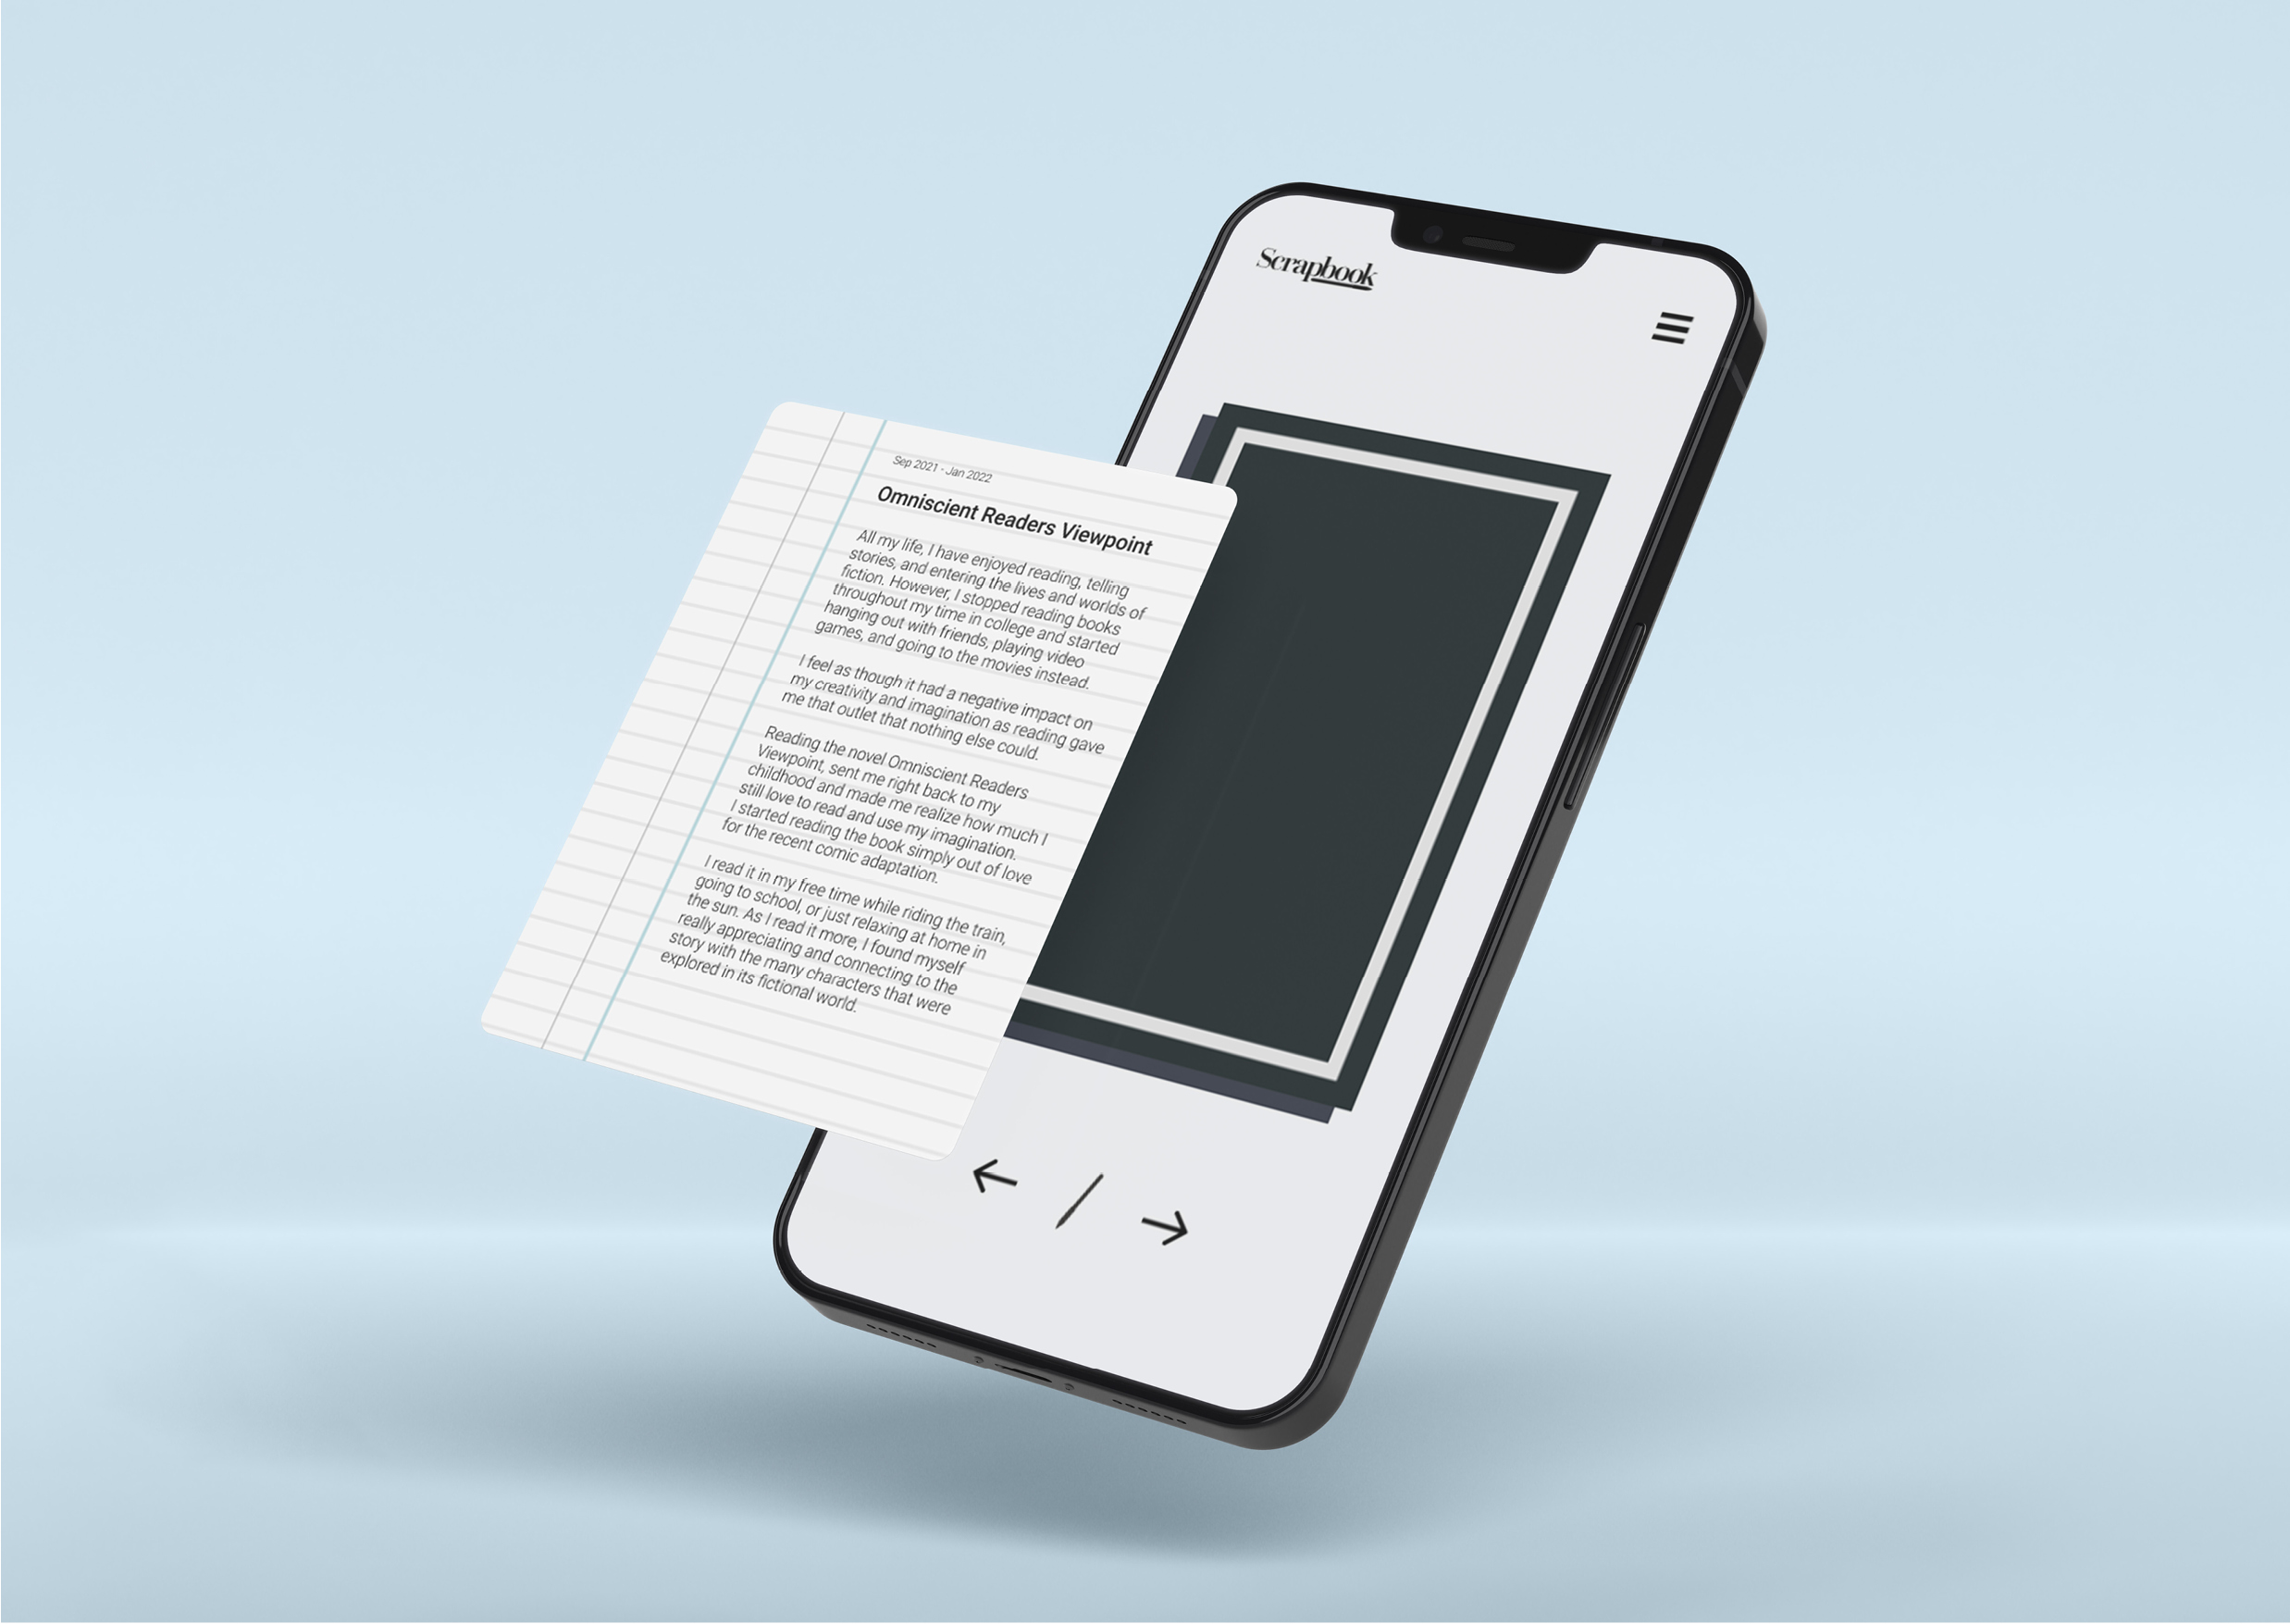 Scrapbook
Sep 2021 - Jan 2022
Omniscient Readers Viewpoint
All my life, I have enjoyed reading, telling
stories, and entering the lives and worlds of
fiction. However, I stopped reading books
throughout my time in college and started
hanging out with friends, playing video
games, and going to the movies instead.
I feel as though it had a negative impact on
my creativity and imagination as reading gave
me that outlet that nothing else could.
Reading the novel Omniscient Readers
Viewpoint, sent me right back to my
childhood and made me realize how much I
still love to read and use my imagination.
I started reading the book simply out of love
for the recent comic adaptation.
I read it in my free time while riding the train,
going to school, or just relaxing at home in
the sun. As I read it more, I found myself
really appreciating and connecting to the
story with the many characters that were
explored in its fictional world.